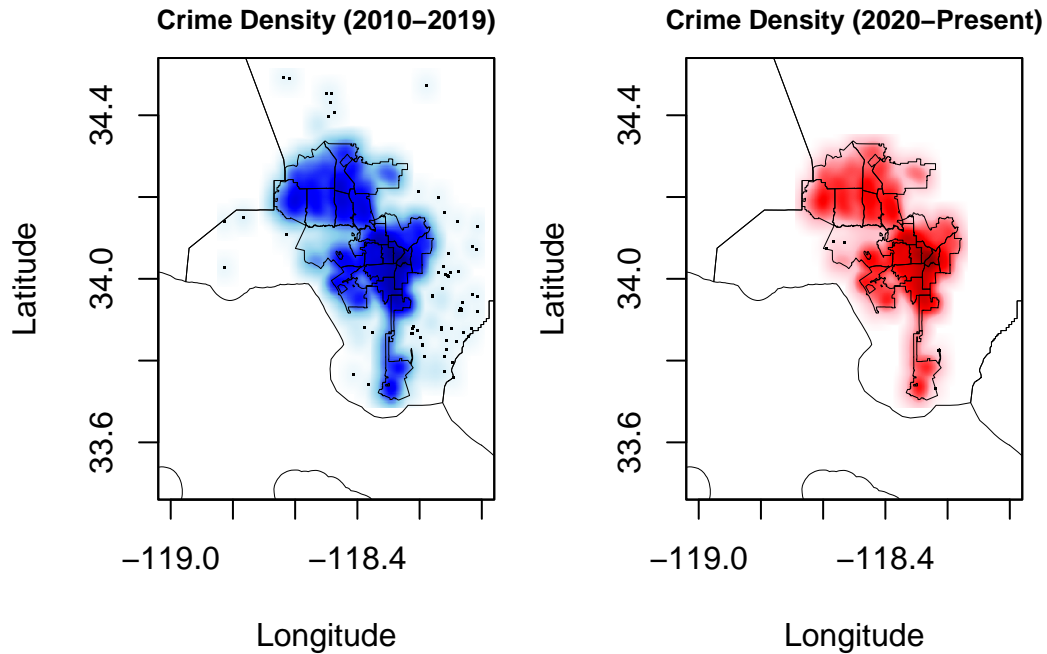 Crime Density (2010−2019)
Latitude
34.4
34.0
33.6
−119.0
−118.4
Longitude
Crime Density (2020−Present)
Latitude
34.4
34.0
33.6
−119.0
−118.4
Longitude